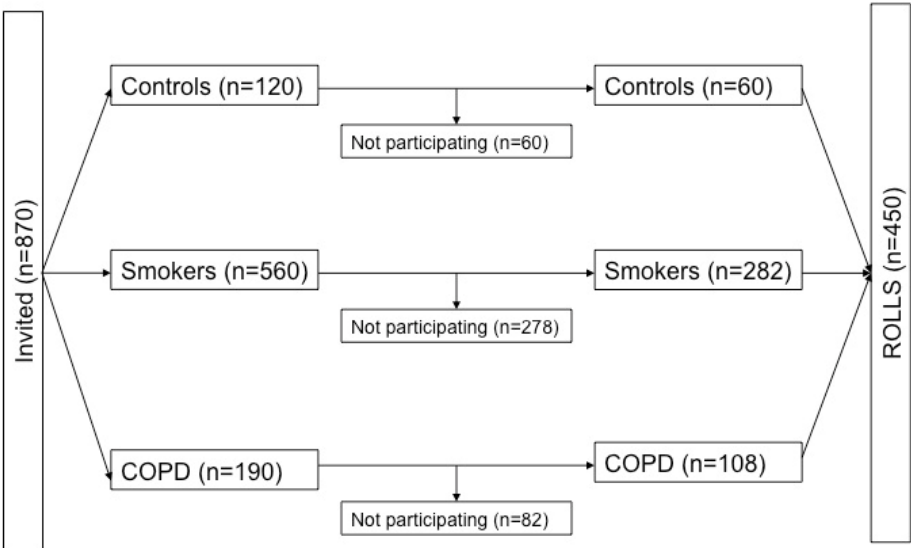 Invited (n=870)
Controls (n=120)
Not participating (n=60)
Controls (n=60)
Smokers (n=560)
Not participating (n=278)
Smokers (n=282)
COPD (n=190)
Not participating (n=82)
COPD (n=108)
ROLLS (n=450)